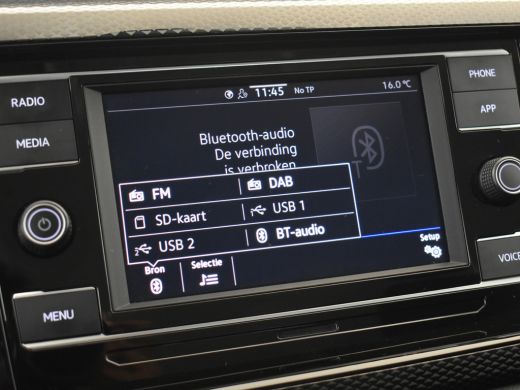 RADIO
MEDIA
MENU
PHONE
APP
VOICE
11:45
No TP
16.0 °C
Bluetooth-audio
De verbinding
is verbroken
FM
DAB
SD-kaart
USB 1
USB 2
BT-audio
Bron
Selectie
Setup